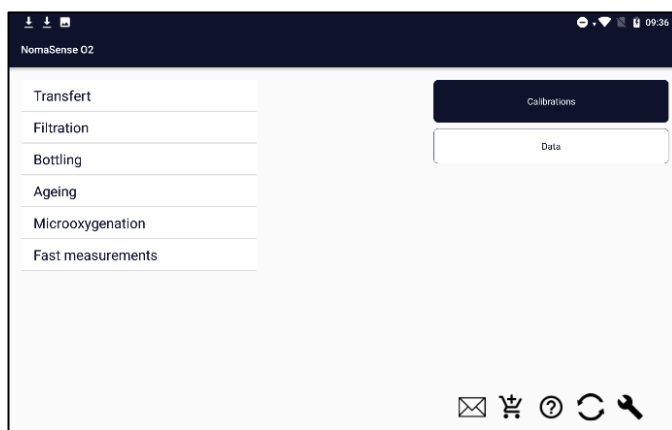 09:36
NomaSense O2
Transfert
Filtration
Bottling
Ageing
Microoxygenation
Fast measurements
Calibrations
Data